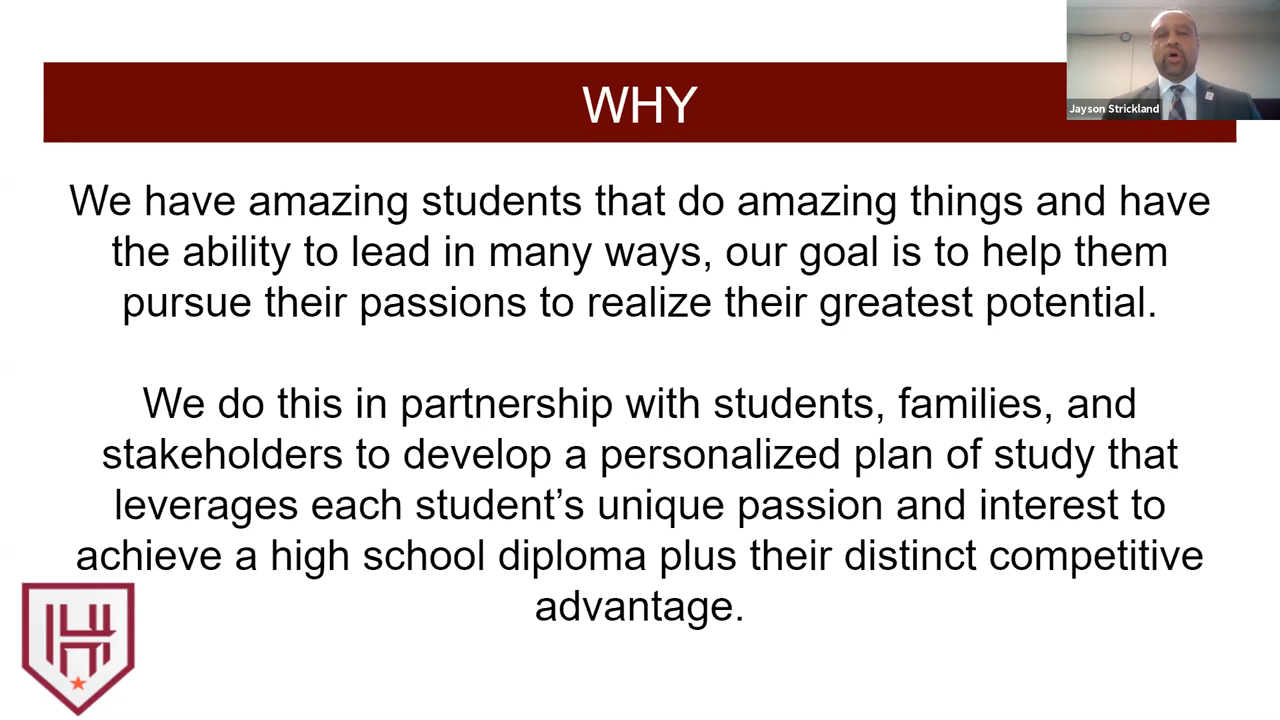 WHY
Jayson Strickland
We have amazing students that do amazing things and have
the ability to lead in many ways, our goal is to help them
pursue their passions to realize their greatest potential.
We do this in partnership with students, families, and
stakeholders to develop a personalized plan of study that
leverages each student’s unique passion and interest to
achieve a high school diploma plus their distinct competitive
advantage.